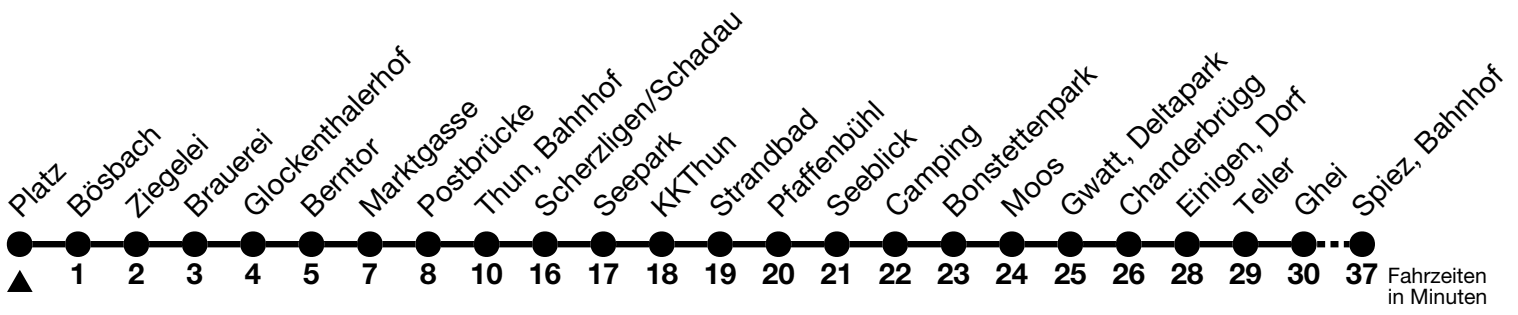 Platz
Bösbach
Ziegelei
Brauerei
Glockenthalerhof
Berntor
Marktgasse
Postbrücke
Thun, Bahnhof
Scherzligen/Schadau
Seepark
KKThun
Strandbad
Pfaffenbühl
Seeblick
Camping
Bonstettenpark
Moos
Gwatt, Deltapark
Chanderbrügg
Einigen, Dorf
Teller
Ghei
Spiez, Bahnhof
1 2 3 4 5 7 8 10 16 17 18 19 20 21 22 23 24 25 26 28 29 30 37
Fahrzeiten
in Minuten